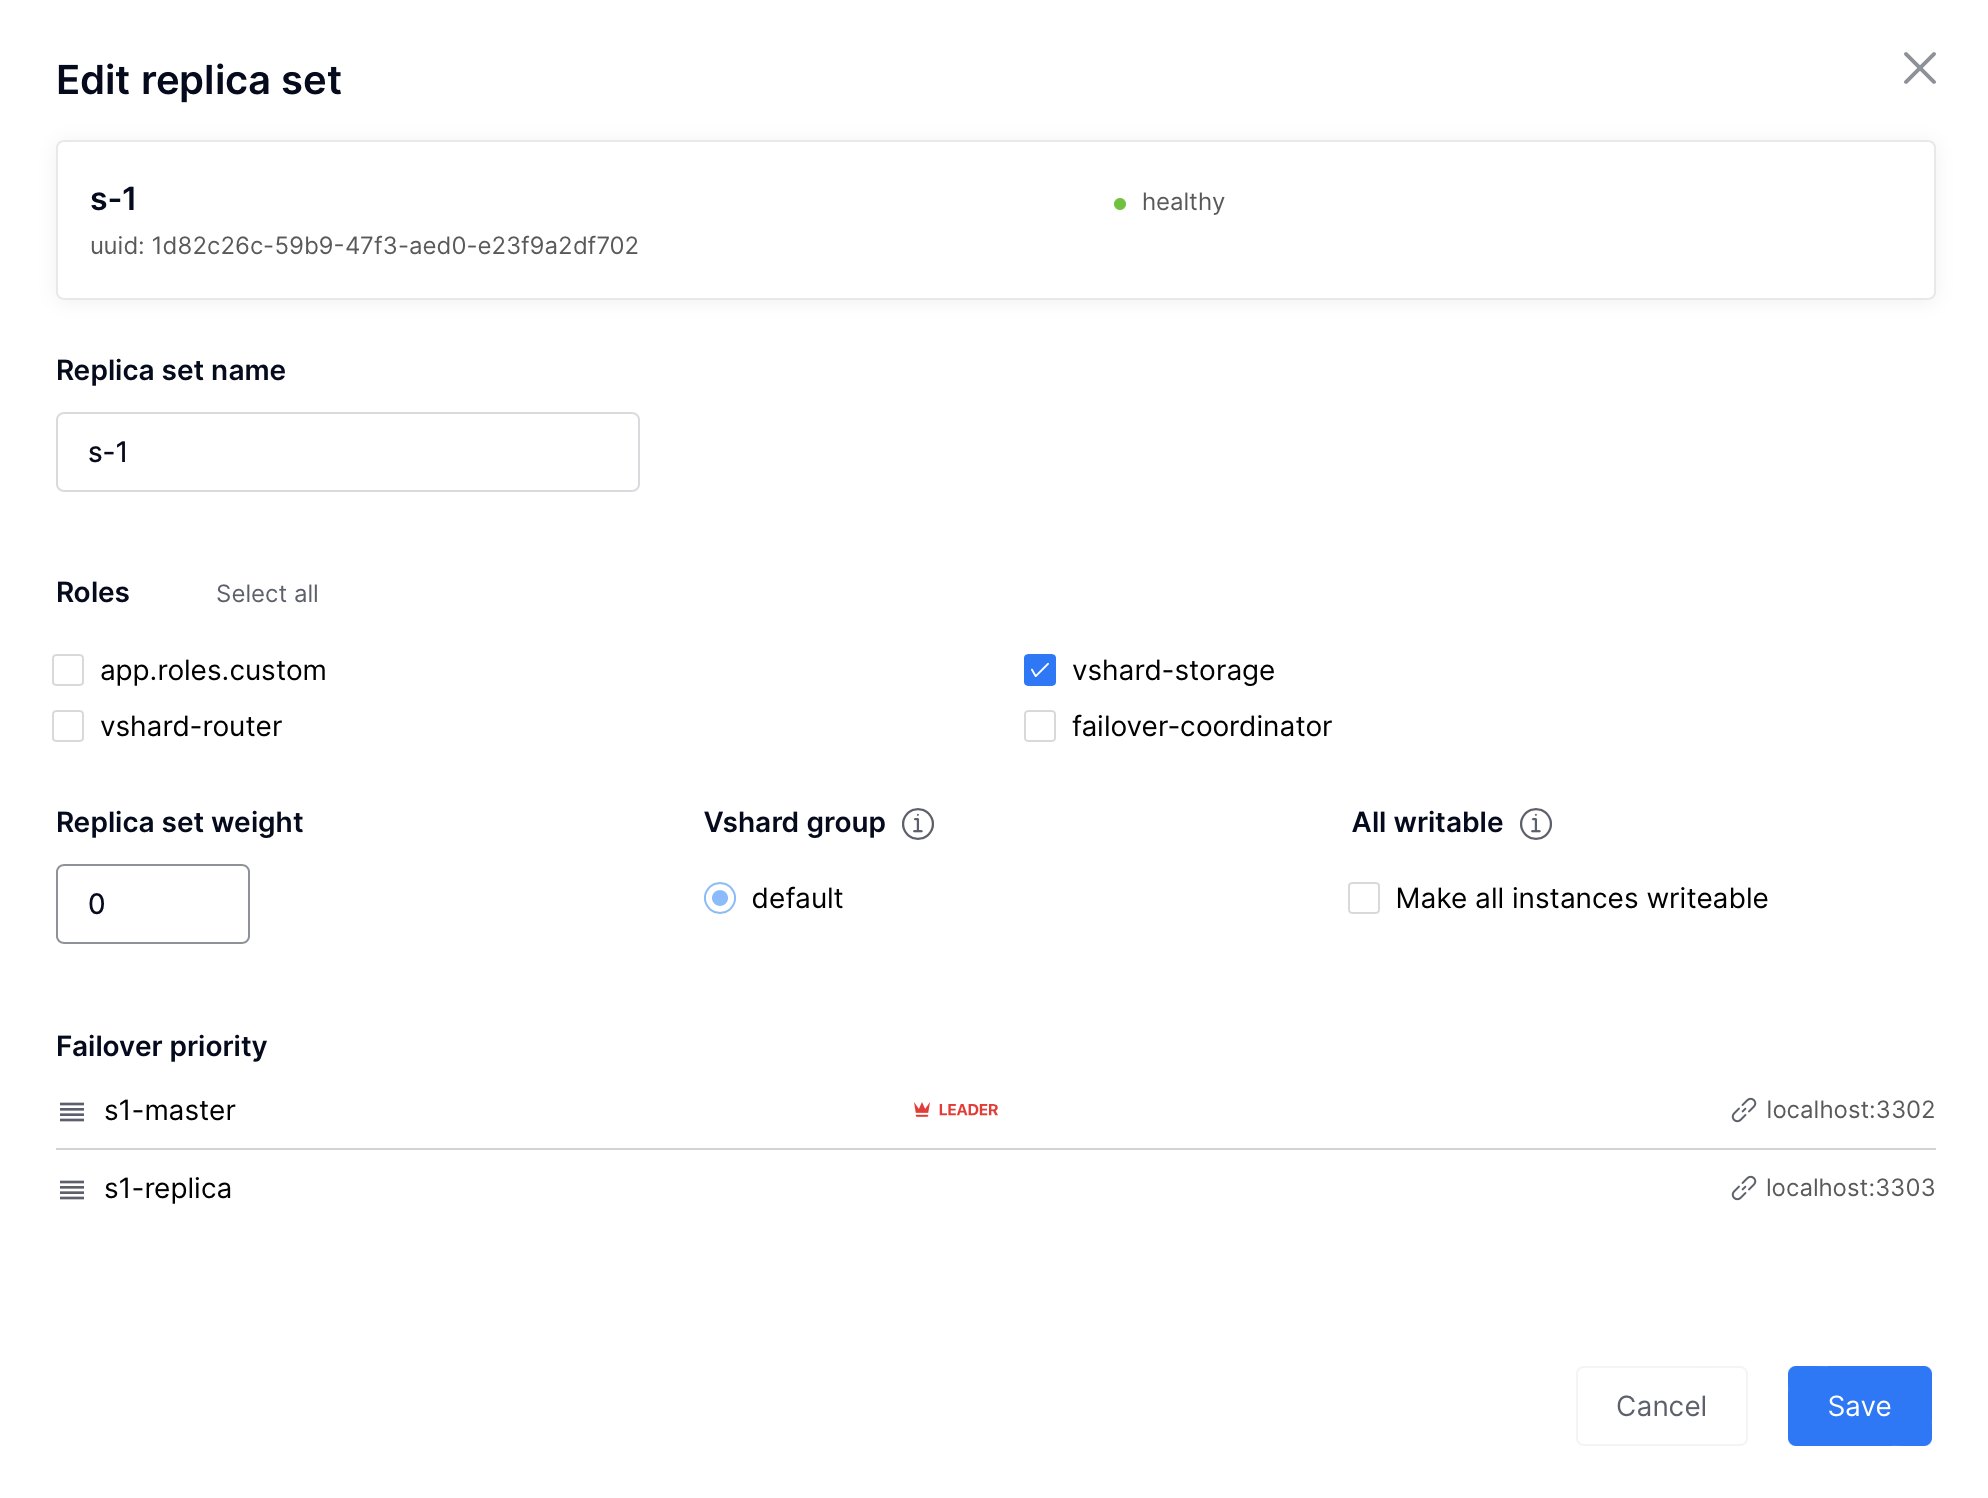 Edit replica set
s-1
healthy
uuid: 1d82c26c-59b9-47f3-aed0-e23f9a2df702
Replica set name
s-1
Roles Select all
app.roles.custom vshard-storage
vshard-router failover-coordinator
Replica set weight Vshard group All writable
0 default Make all instances writeable
Failover priority
s1-master LEADER localhost:3302
s1-replica localhost:3303
Cancel Save